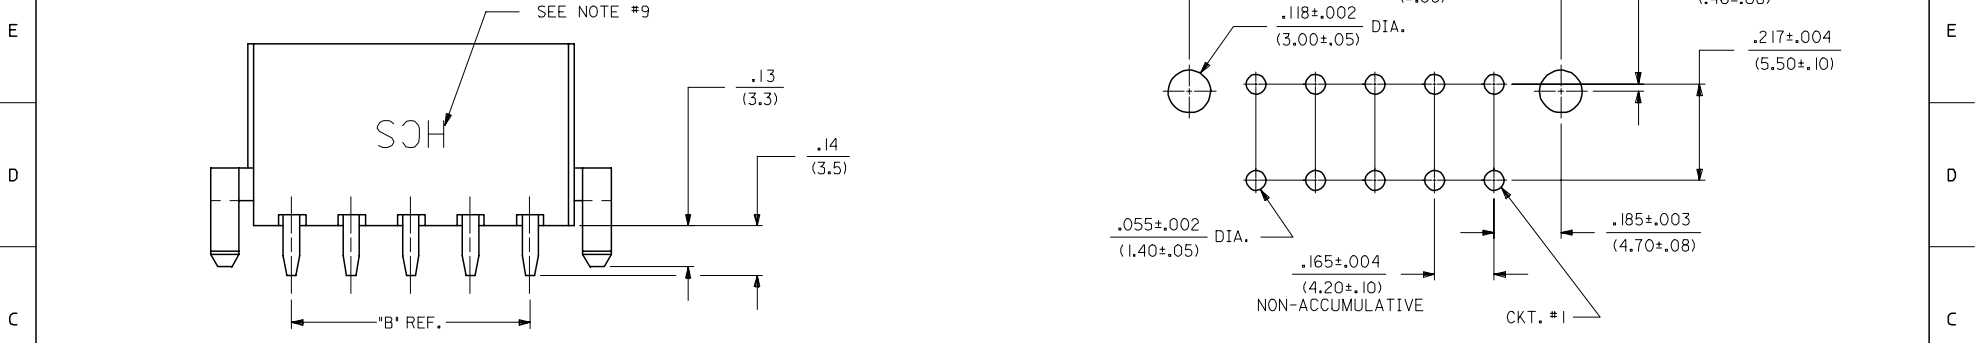 SEE NOTE #9
HCS
.13
(3.3)
.14
(3.5)
"B" REF.
.118±.002 DIA.
(3.00±.05)
.217±.004
(5.50±.10)
.055±.002 DIA.
(1.40±.05)
.165±.004
(4.20±.10)
NON-ACCUMULATIVE
.185±.003
(4.70±.08)
CKT. #1
E
D
C
E
D
C